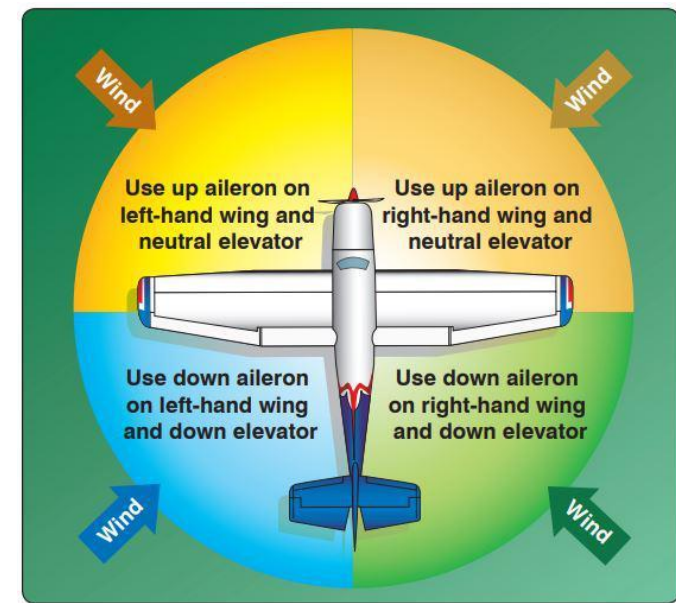 Wind
Wind
Use up aileron on
left-hand wing and
neutral elevator
Use up aileron on
right-hand wing and
neutral elevator
Use down aileron
on left-hand wing
and down elevator
Use down aileron
on right-hand wing
and down elevator
Wind
Wind